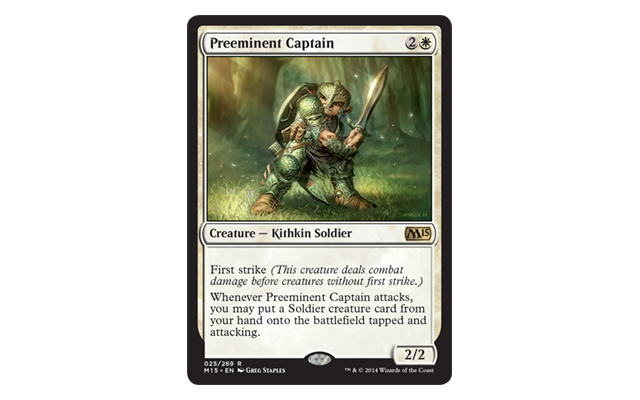 Preeminent Captain 2
Creature — Kithkin Soldier M15
First strike (This creature deals combat
damage before creatures without first strike.)
Whenever Preeminent Captain attacks,
you may put a Soldier creature card from
your hand onto the battlefield tapped and
attacking.
2/2
025/269 R
M15 • EN Greg Staples ™ & © 2014 Wizards of the Coast